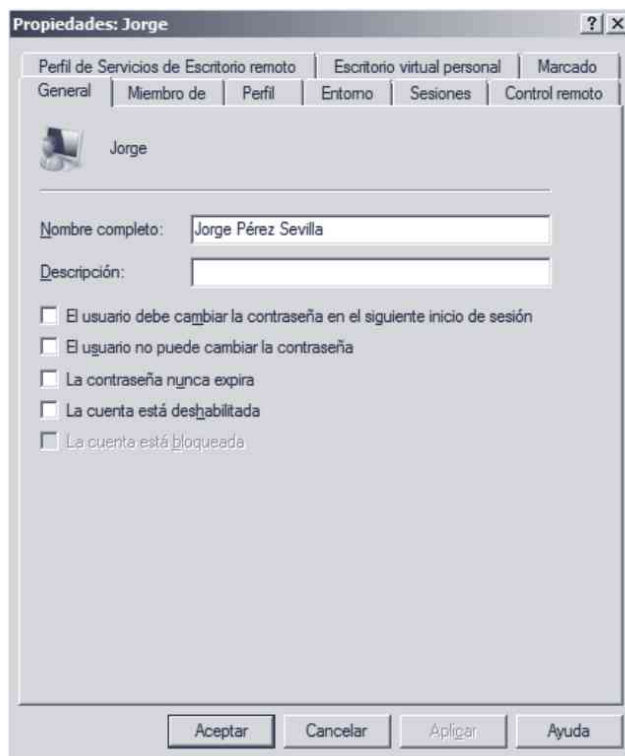 Propiedades: Jorge
Perfil de Servicios de Escritorio remoto Escritorio virtual personal Marcado
General Miembro de Perfil Entorno Sesiones Control remoto
Jorge
Nombre completo: Jorge Pérez Sevilla
Descripción:
El usuario debe cambiar la contraseña en el siguiente inicio de sesión
El usuario no puede cambiar la contraseña
La contraseña nunca expira
La cuenta está deshabilitada
La cuenta está bloqueada
Aceptar Cancelar Aplicar Ayuda